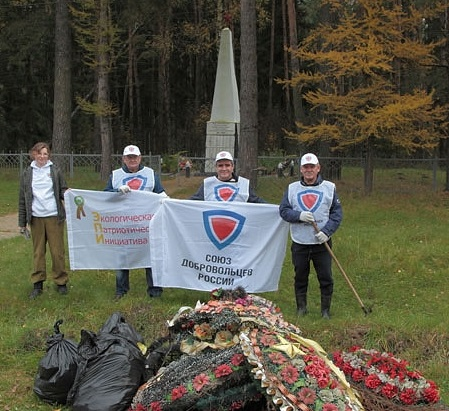 Экологическая
Патриотическая
Инициатива
СОЮЗ
ДОБРОВОЛЬЦЕВ
РОССИИ